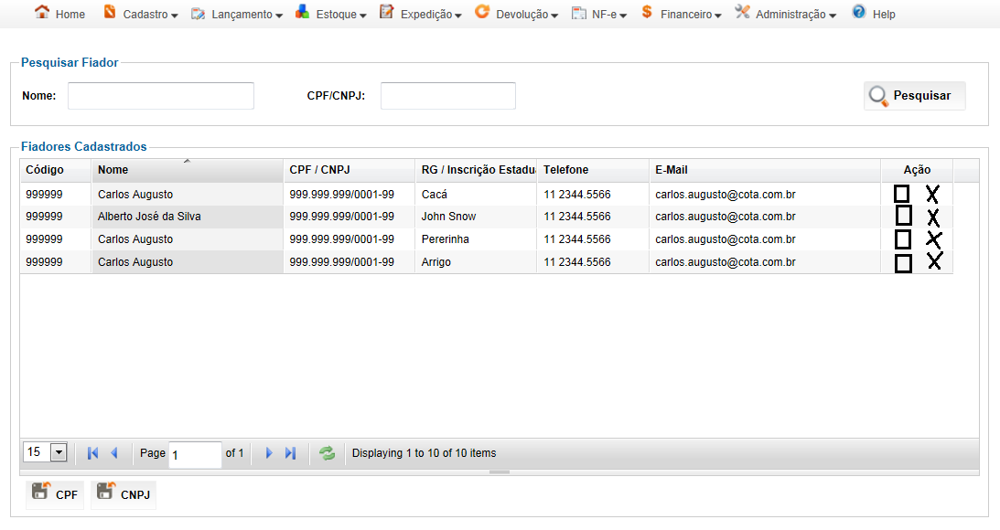 Home Cadastro Lançamento Estoque Expedição Devolução NF-e Financeiro Administração Help
Pesquisar Fiador
Nome: CPF/CNPJ: Pesquisar
Fiadores Cadastrados
Código Nome CPF / CNPJ RG / Inscrição Estadu Telefone E-Mail Ação
999999 Carlos Augusto 999.999.999/0001-99 Cacá 11 2344.5566 carlos.augusto@cota.com.br
999999 Alberto José da Silva 999.999.999/0001-99 John Snow 11 2344.5566 carlos.augusto@cota.com.br
999999 Carlos Augusto 999.999.999/0001-99 Pererinha 11 2344.5566 carlos.augusto@cota.com.br
999999 Carlos Augusto 999.999.999/0001-99 Arrigo 11 2344.5566 carlos.augusto@cota.com.br
15 Page 1 of 1 Displaying 1 to 10 of 10 items
CPF CNPJ